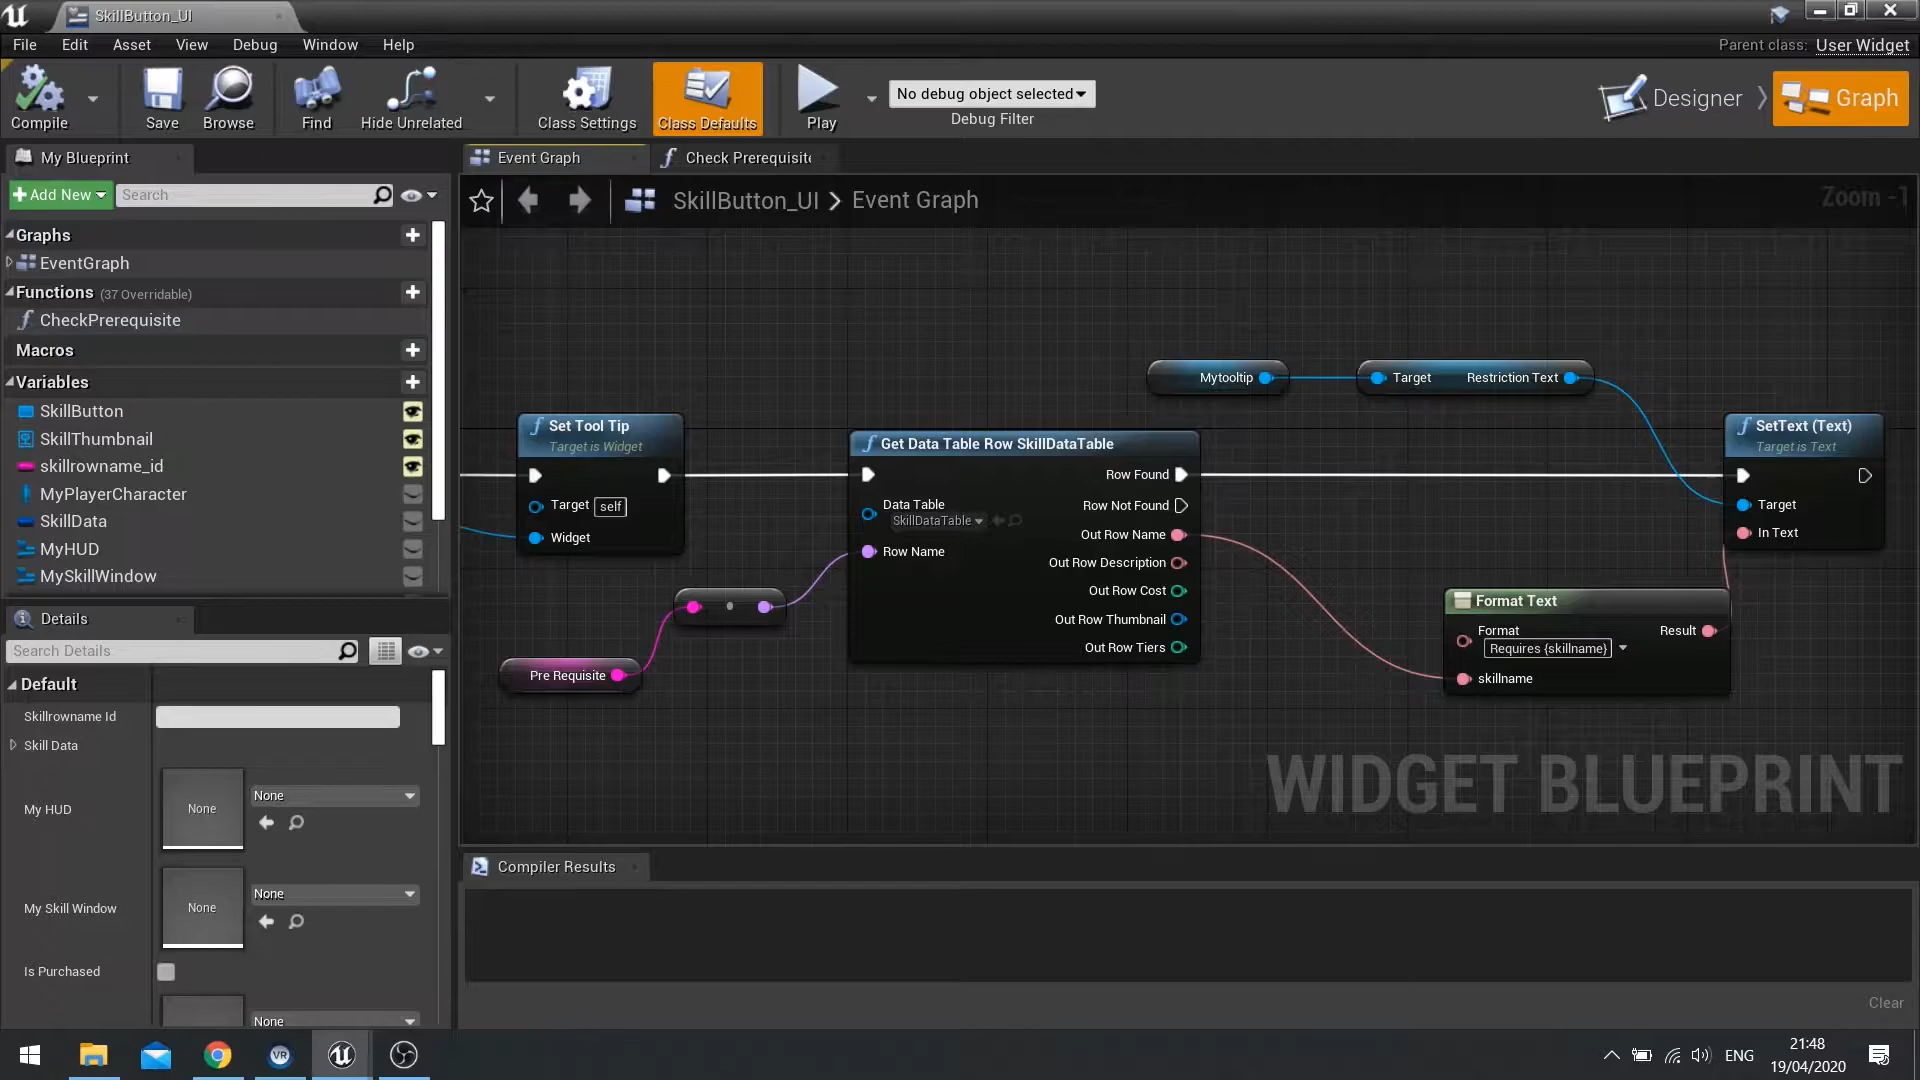 SkillButton_UI
File Edit Asset View Debug Window Help
Parent class: User Widget
Compile
Save
Browse
Find
Hide Unrelated
Class Settings
Class Defaults
Play
No debug object selected
Debug Filter
Designer
Graph
My Blueprint
Add New
Search
Graphs
EventGraph
Functions (37 Overridable)
CheckPrerequisite
Macros
Variables
SkillButton
SkillThumbnail
skillrowname_id
MyPlayerCharacter
SkillData
MyHUD
MySkillWindow
Details
Search Details
Default
Skillrowname Id
Skill Data
My HUD
None
None
My Skill Window
None
None
Is Purchased
None
Event Graph
Check Prerequisite
SkillButton_UI > Event Graph
Zoom -1
Mytooltip
Target Restriction Text
Set Tool Tip
Target is Widget
Target self
Widget
Get Data Table Row SkillDataTable
Row Found
Data Table
SkillDataTable
Row Not Found
Out Row Name
Row Name
Out Row Description
Out Row Cost
Out Row Thumbnail
Out Row Tiers
Pre Requisite
SetText (Text)
Target is Text
Target
In Text
Format Text
Format
Requires {skillname}
Result
skillname
WIDGET BLUEPRINT
Compiler Results
Clear
VR
ENG
21:48
19/04/2020